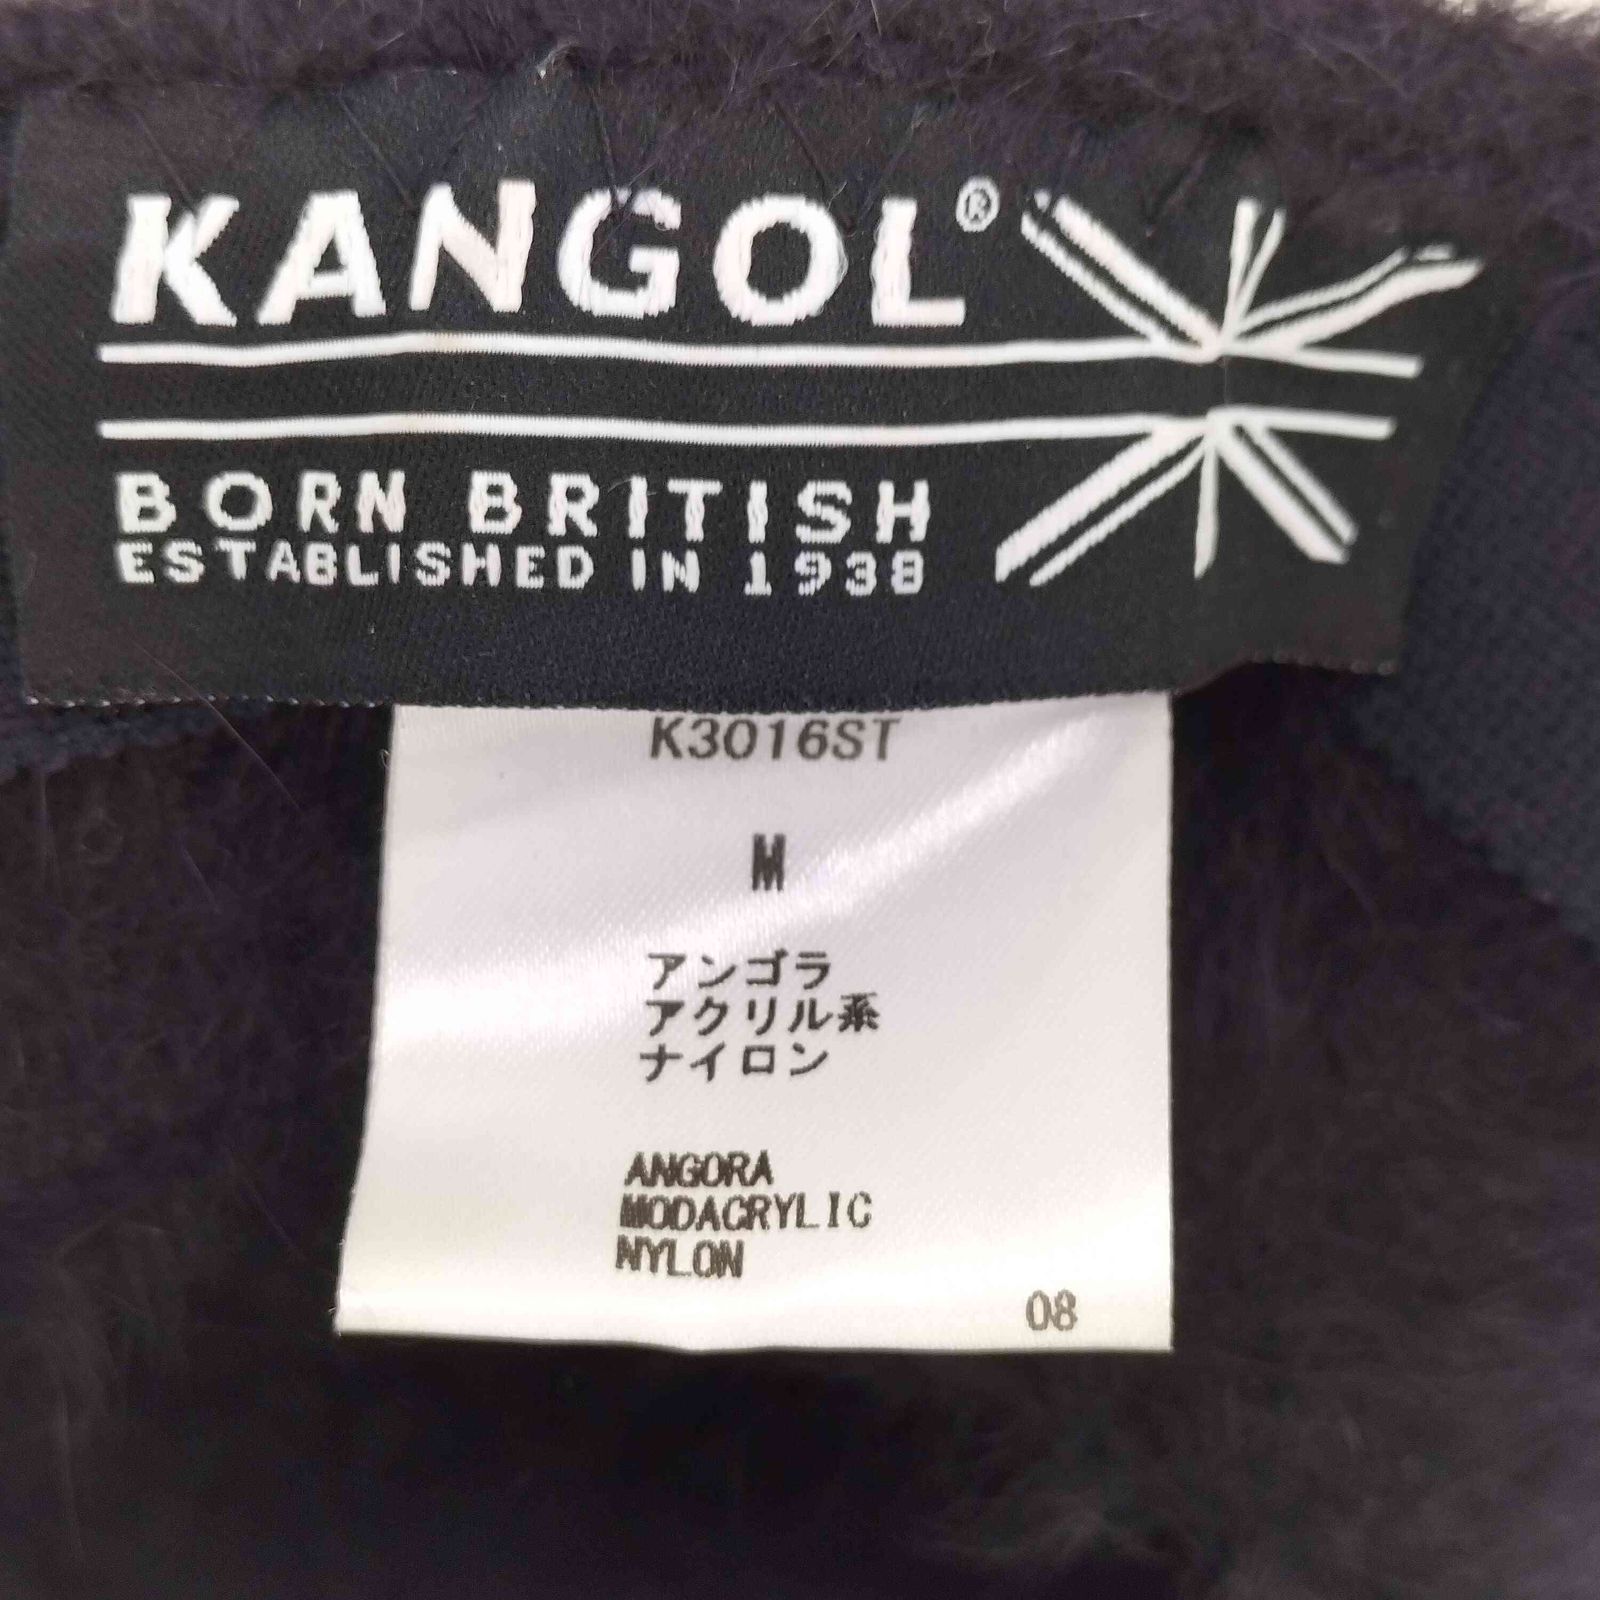 KANGOL®
BORN BRITISH
ESTABLISHED IN 1938
K3016ST
M
アンゴラ
アクリル系
ナイロン
ANGORA
MODACRYLIC
NYLON
08